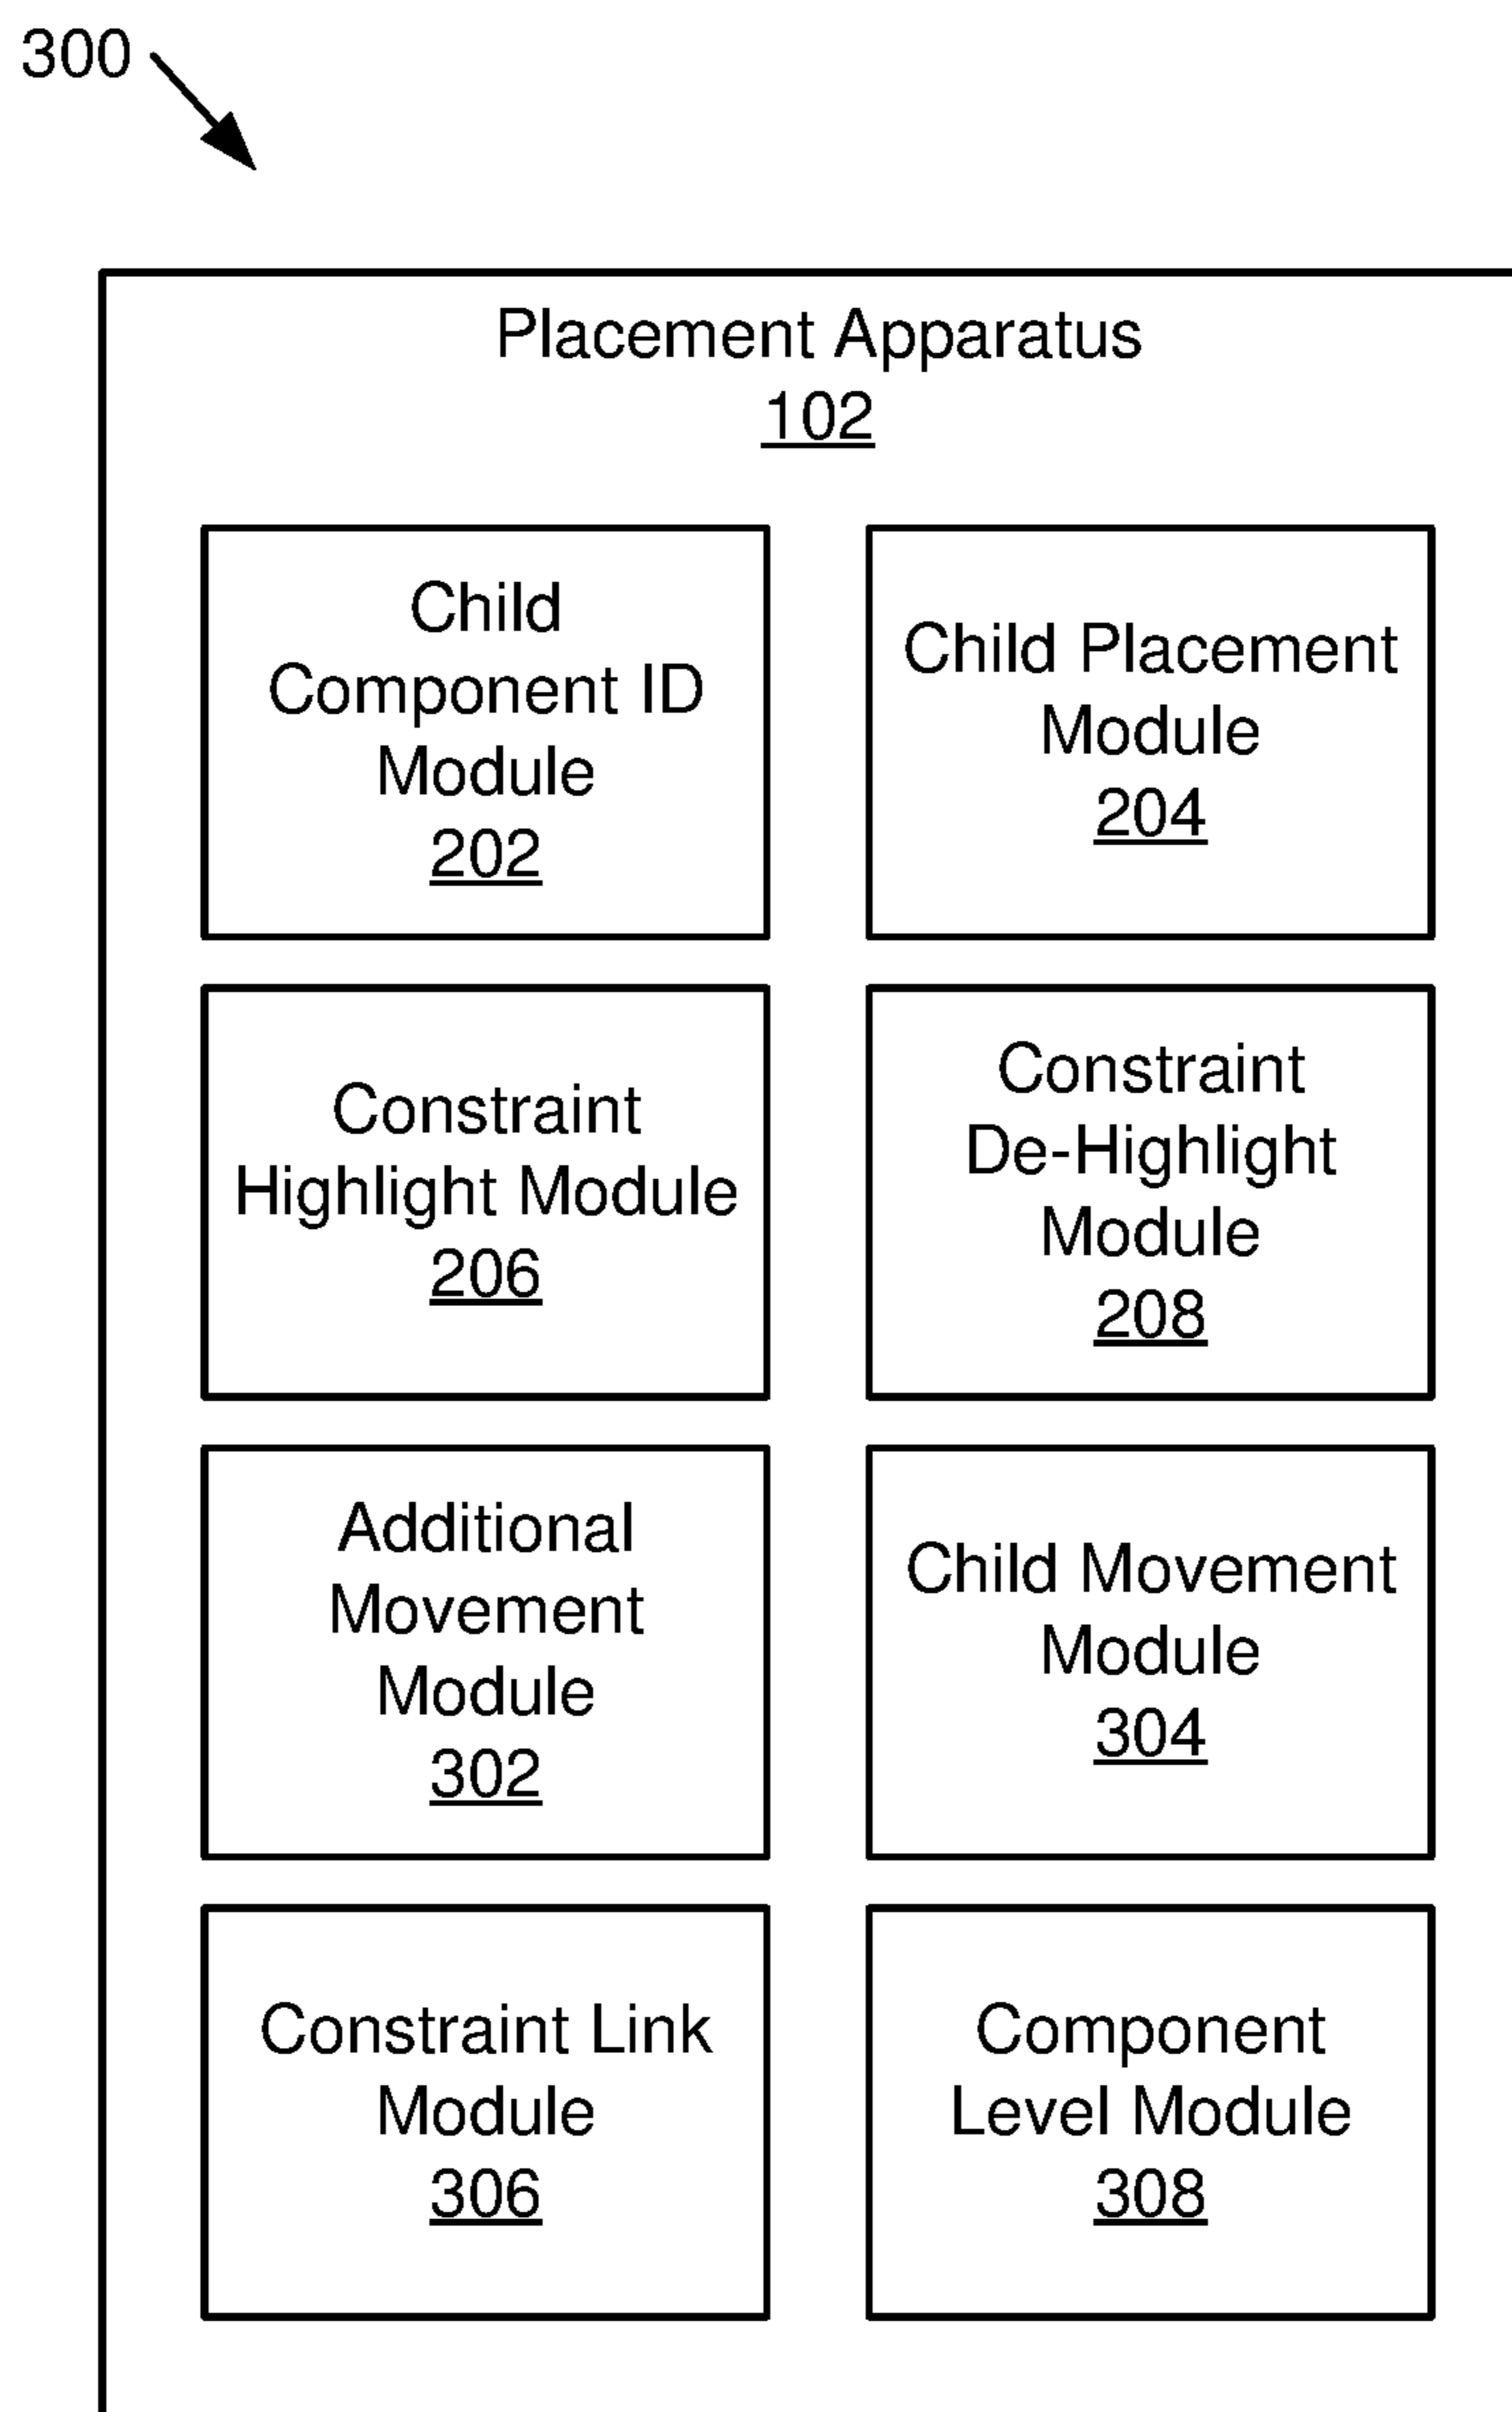 300
Placement Apparatus
102
Child
Component ID
Module
202
Child Placement
Module
204
Constraint
Highlight Module
206
Constraint
De-Highlight
Module
208
Additional
Movement
Module
302
Child Movement
Module
304
Constraint Link
Module
306
Component
Level Module
308